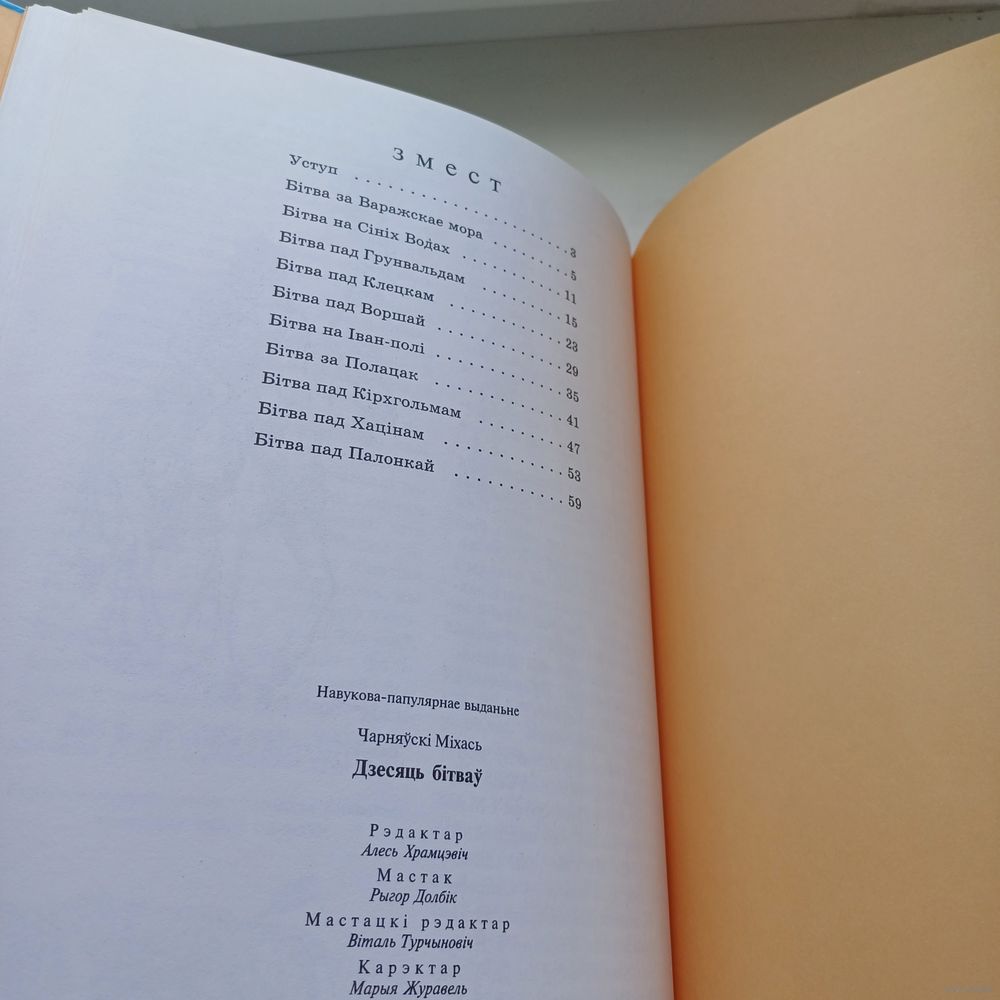 змест
Уступ . . . . . . . . . . . . . . . . . . . 3
Бітва за Варажскае мора . . . . . . . 5
Бітва на Сініх Водах . . . . . . . . . 11
Бітва пад Грунвальдам . . . . . . . . 15
Бітва пад Клецкам . . . . . . . . . . 23
Бітва пад Воршай . . . . . . . . . . . 29
Бітва на Іван-полі . . . . . . . . . . . 35
Бітва за Полацак . . . . . . . . . . . 41
Бітва пад Кірхгольмам . . . . . . . . 47
Бітва пад Хацінам . . . . . . . . . . 53
Бітва пад Палонкай . . . . . . . . . . 59
Навукова-папулярнае выданьне
Чарняўскі Міхась
Дзесяць бітваў
Рэдактар
Алесь Храмцэвіч
Мастак
Рыгор Долбік
Мастацкі рэдактар
Віталь Турчыновіч
Карэктар
Марыя Журавель